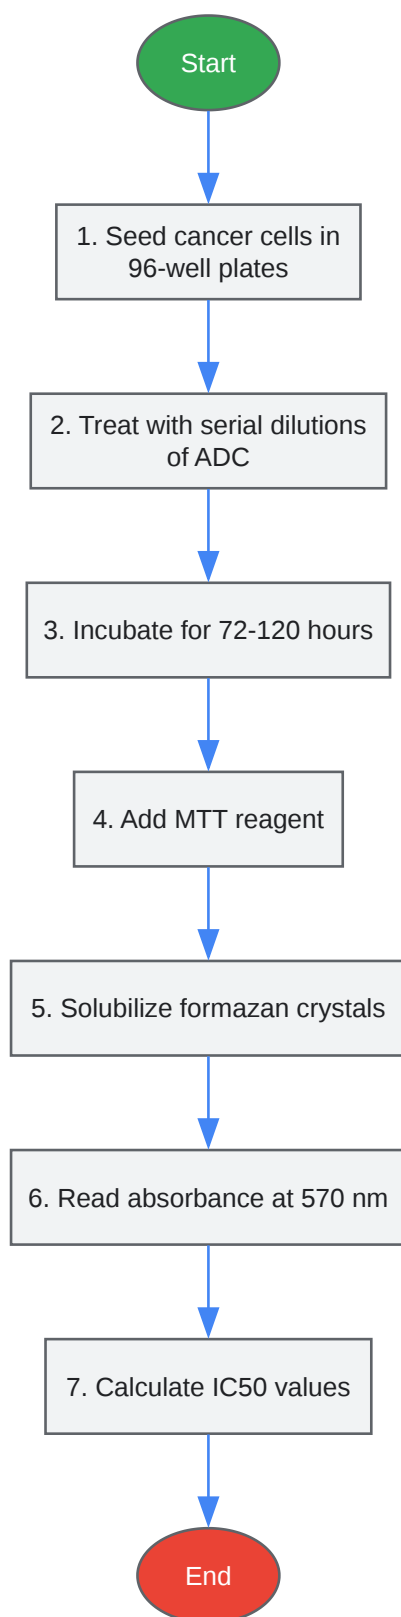 Start
1. Seed cancer cells in
96-well plates
2. Treat with serial dilutions
of ADC
3. Incubate for 72-120 hours
4. Add MTT reagent
5. Solubilize formazan crystals
6. Read absorbance at 570 nm
7. Calculate IC50 values
End